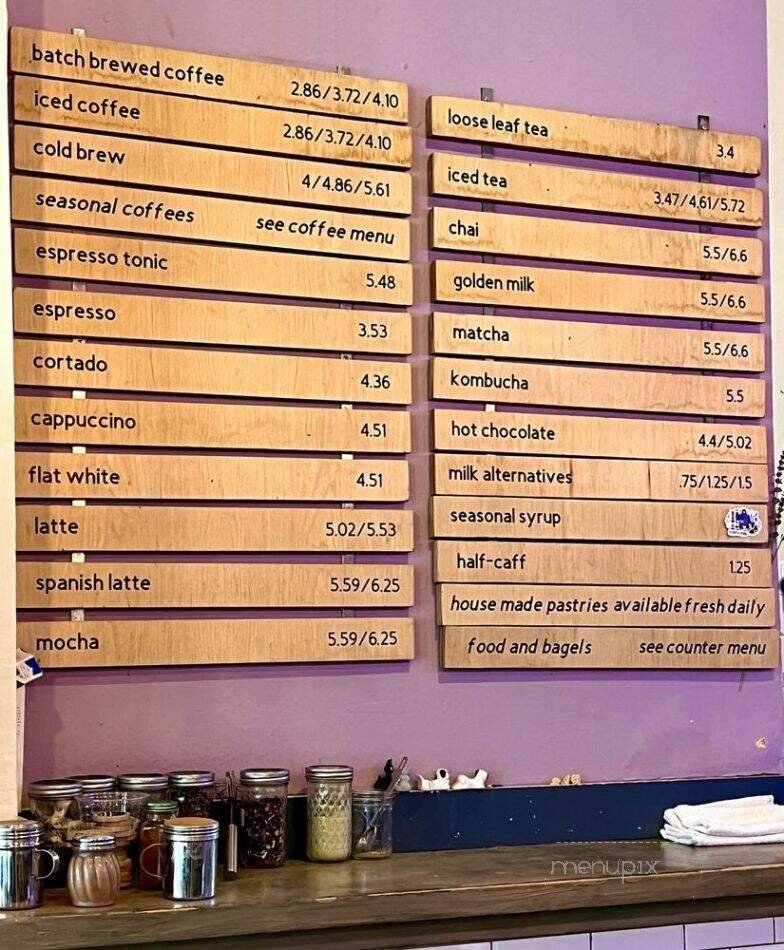 batch brewed coffee 2.86/3.72/4.10
iced coffee 2.86/3.72/4.10
cold brew 4/4.86/5.61
seasonal coffees see coffee menu
espresso tonic 5.48
espresso 3.53
cortado 4.36
cappuccino 4.51
flat white 4.51
latte 5.02/5.53
spanish latte 5.59/6.25
mocha 5.59/6.25
loose leaf tea 3.4
iced tea 3.47/4.61/5.72
chai 5.5/6.6
golden milk 5.5/6.6
matcha 5.5/6.6
kombucha 5.5
hot chocolate 4.4/5.02
milk alternatives .75/1.25/1.5
seasonal syrup
half-caff 1.25
house made pastries available fresh daily
food and bagels see counter menu
menupix